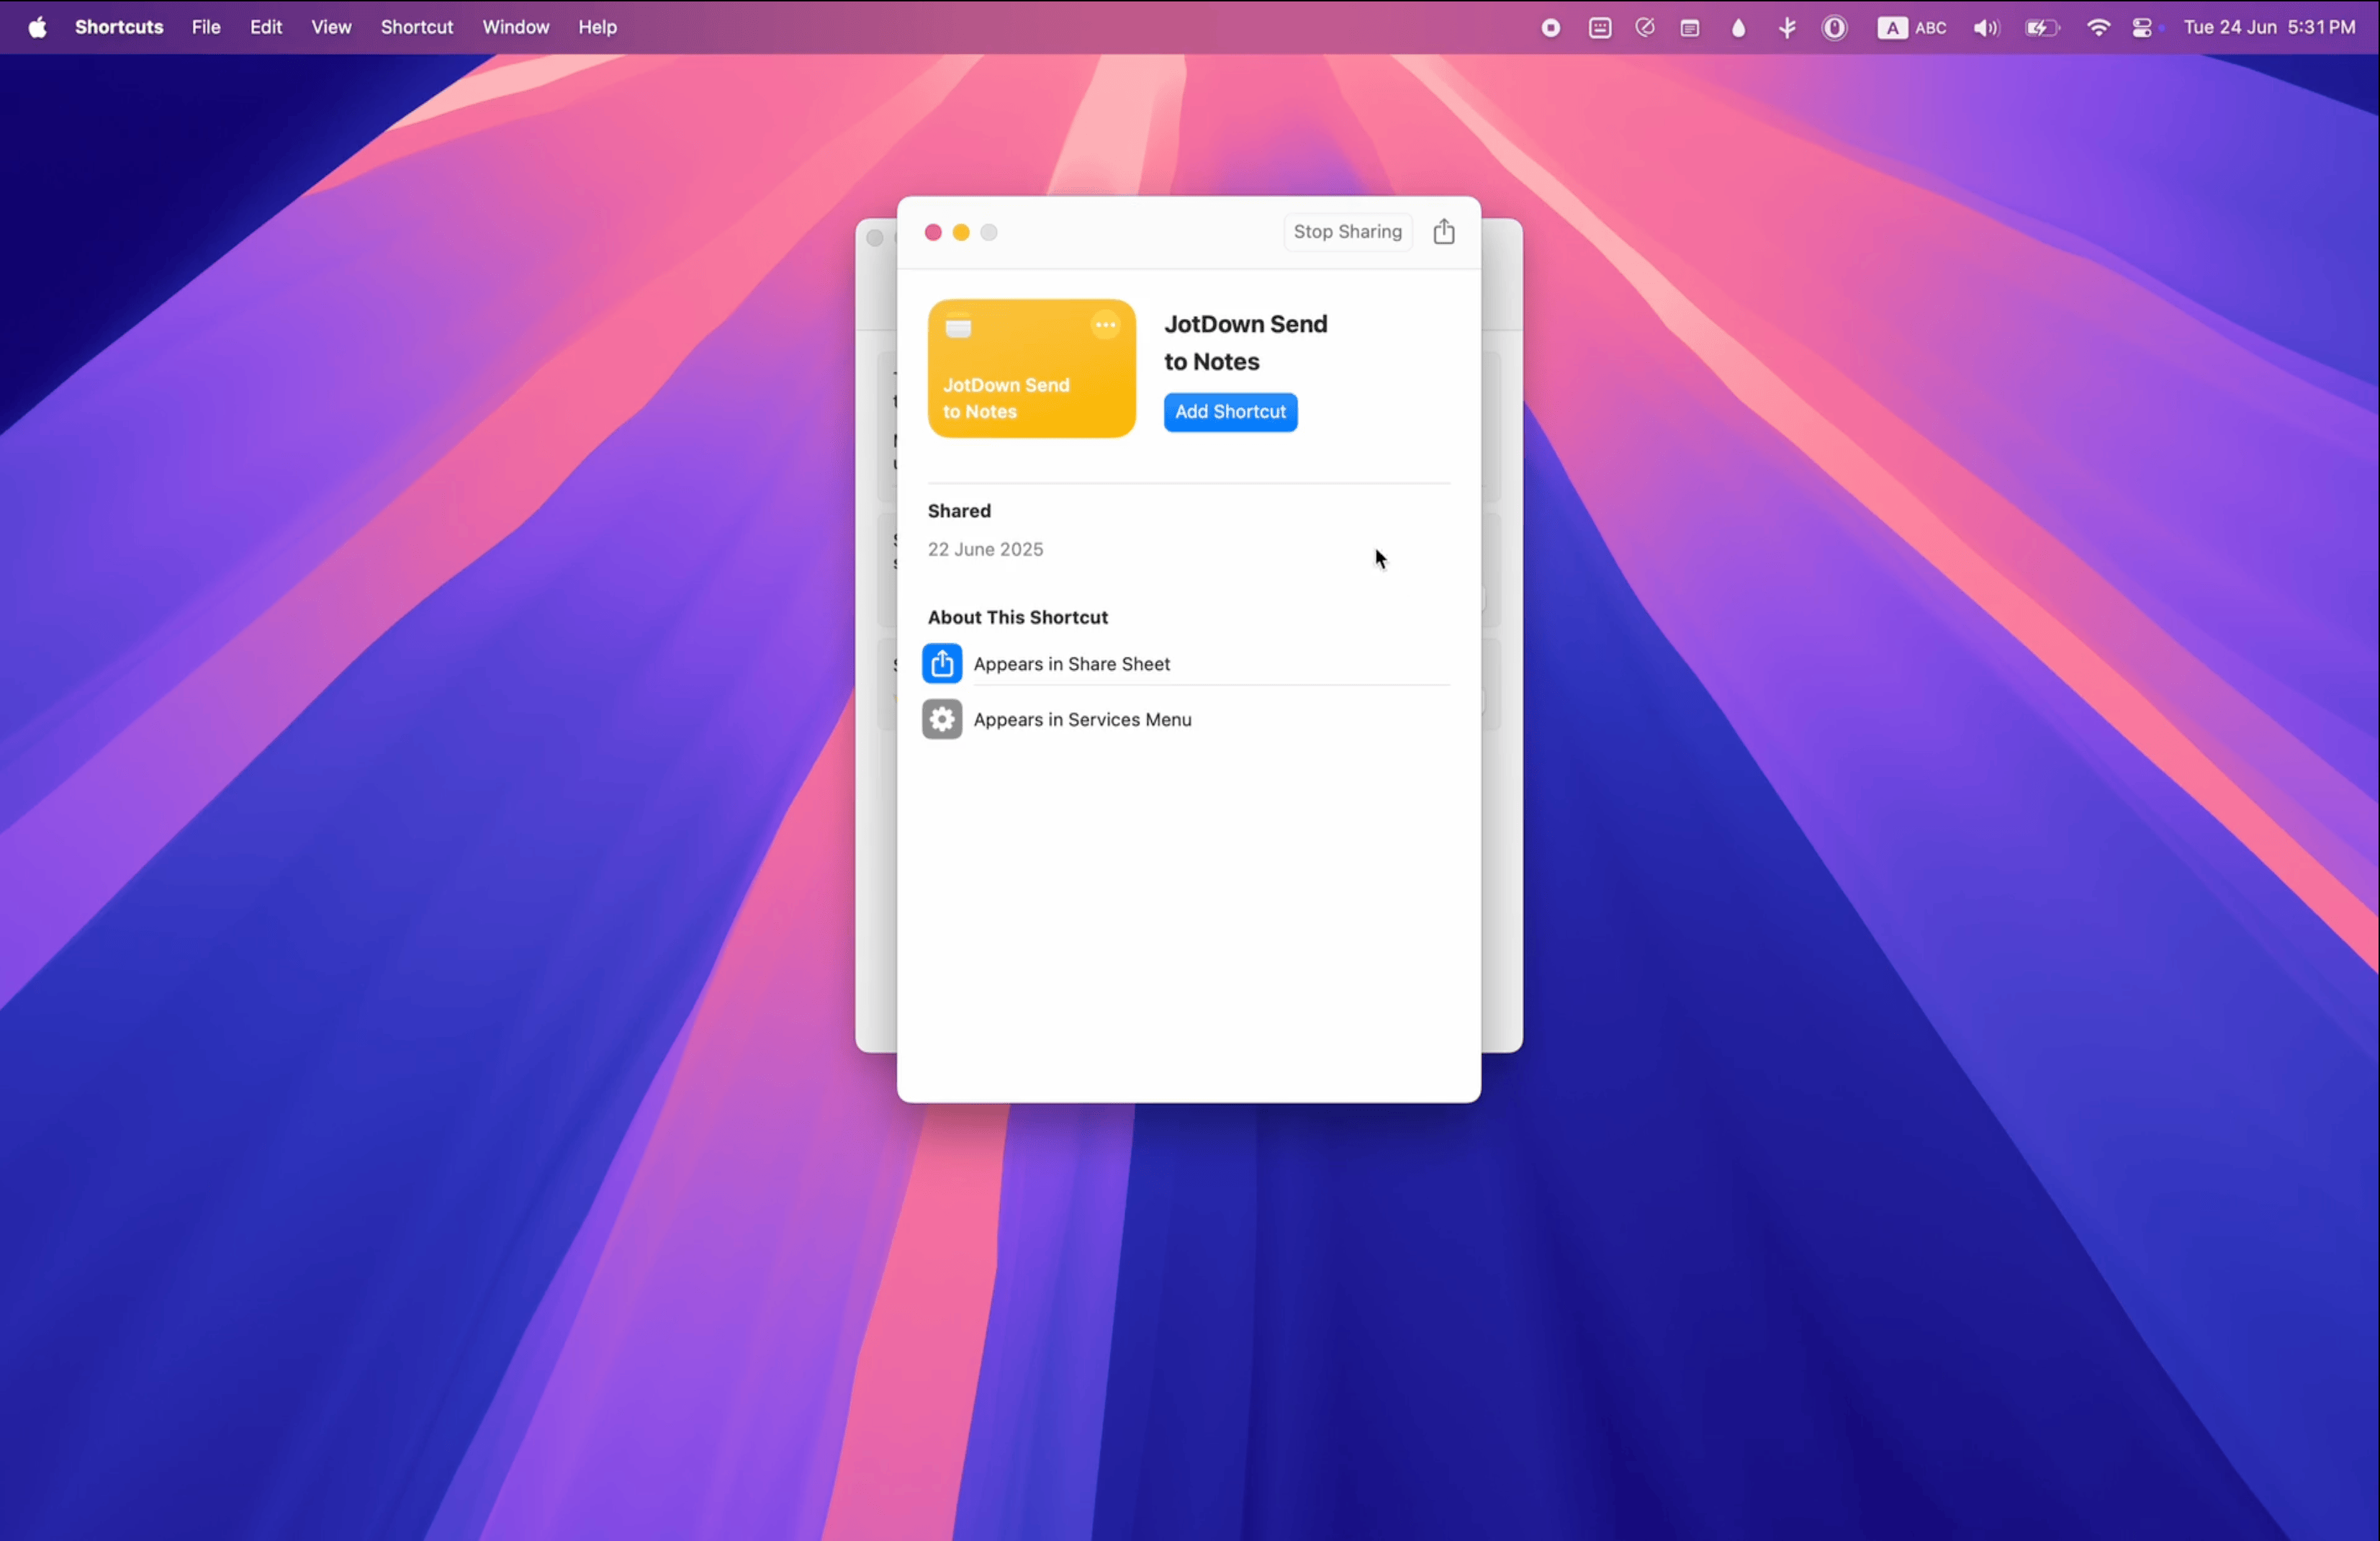 Shortcuts File Edit View Shortcut Window Help A ABC Tue 24 Jun 5:31 PM
Stop Sharing
JotDown Send
to Notes
JotDown Send
to Notes
Add Shortcut
Shared
22 June 2025
About This Shortcut
Appears in Share Sheet
Appears in Services Menu